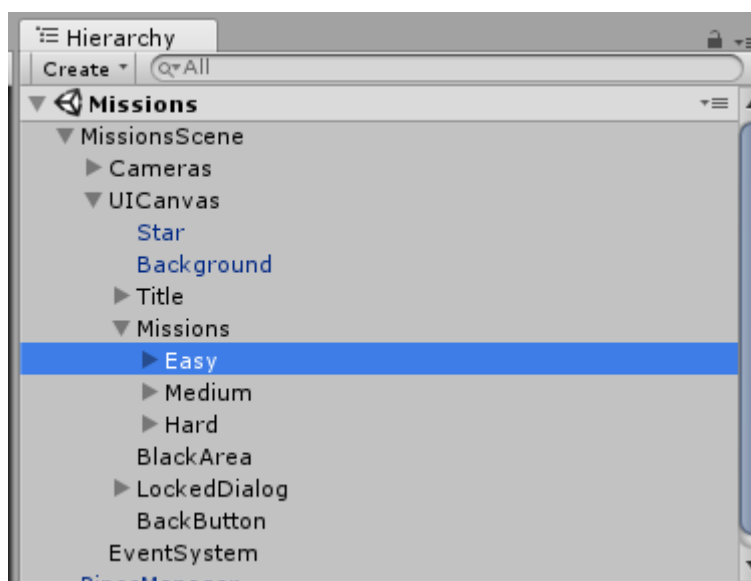 Hierarchy
Create All
Missions
MissionsScene
Cameras
UICanvas
Star
Background
Title
Missions
Easy
Medium
Hard
BlackArea
LockedDialog
BackButton
EventSystem